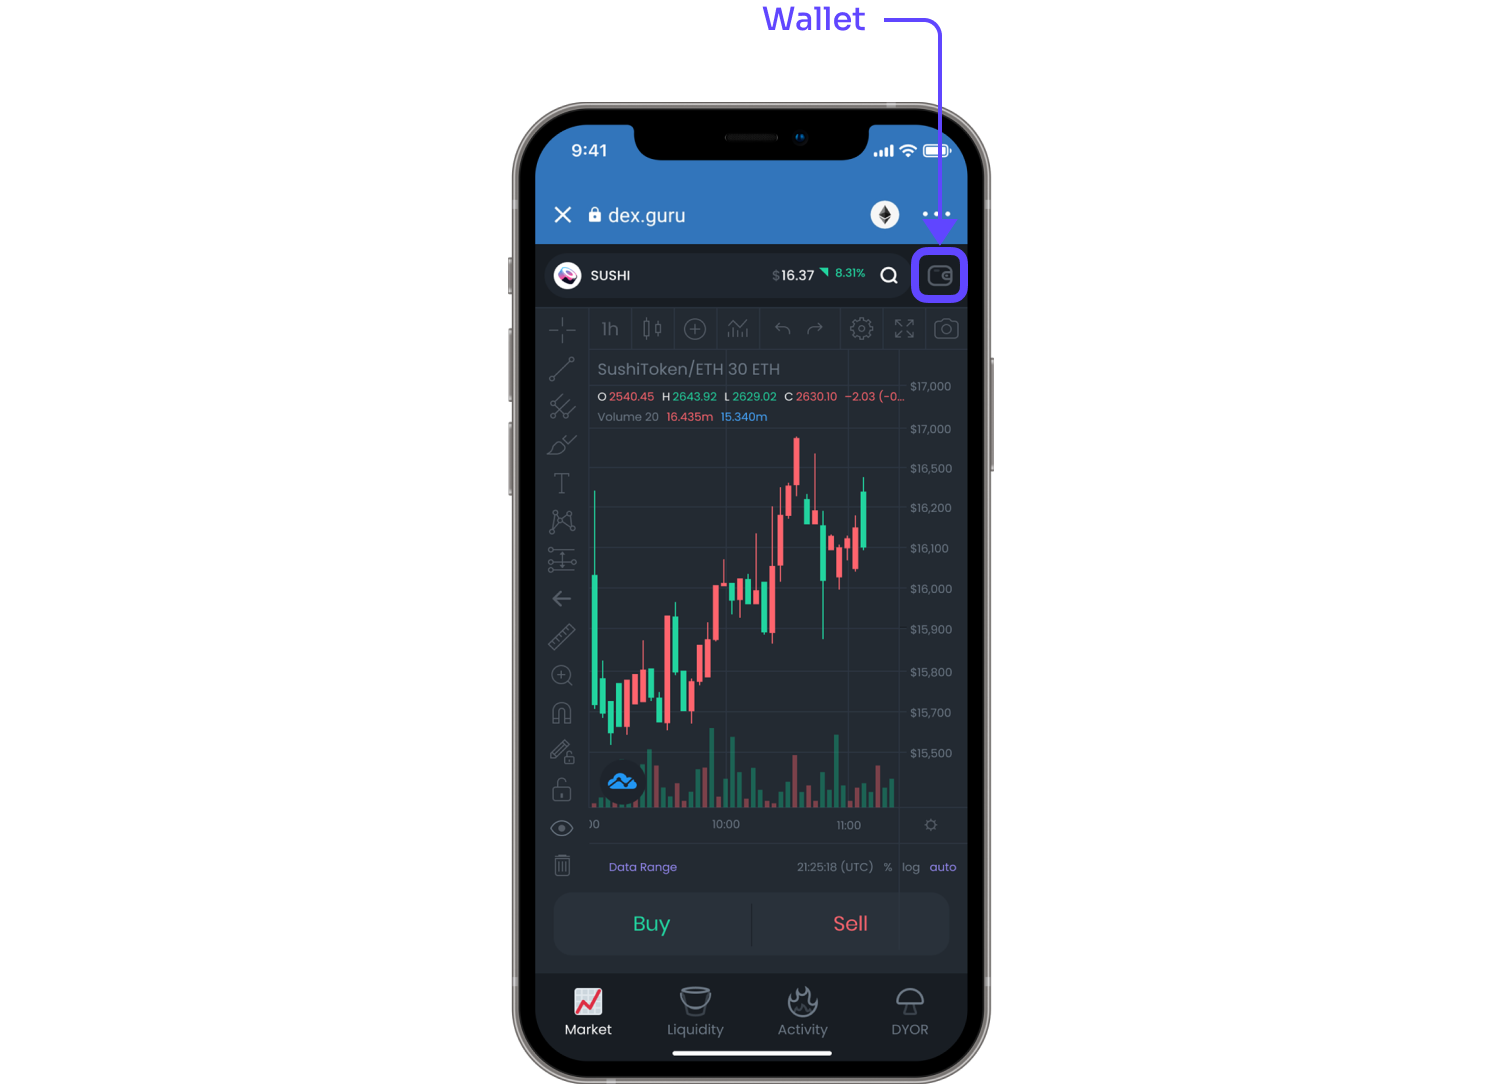 Wallet
9:41
dex.guru
SUSHI $16.37 8.31%
1h
SushiToken/ETH 30 ETH
O 2540.45 H 2643.92 L 2629.02 C 2630.10 −2.03 (−0...
Volume 20 16.435m 15.340m
$17,000
$17,000
$16,500
$16,200
$16,100
$16,000
$15,900
$15,800
$15,700
$15,500
00 10:00 11:00
Data Range 21:25:18 (UTC) % log auto
Buy Sell
Market Liquidity Activity DYOR